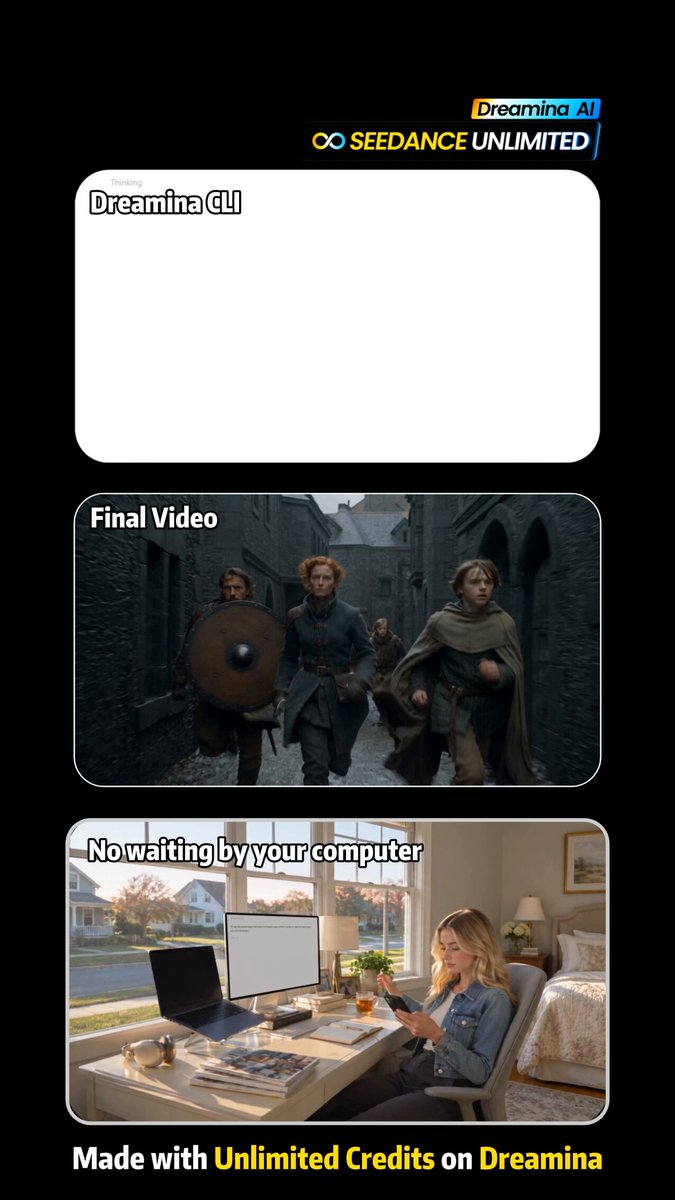 Dreamina AI
SEEDANCE UNLIMITED
Thinking
Dreamina CLI
Final Video
No waiting by your computer
Made with Unlimited Credits on Dreamina